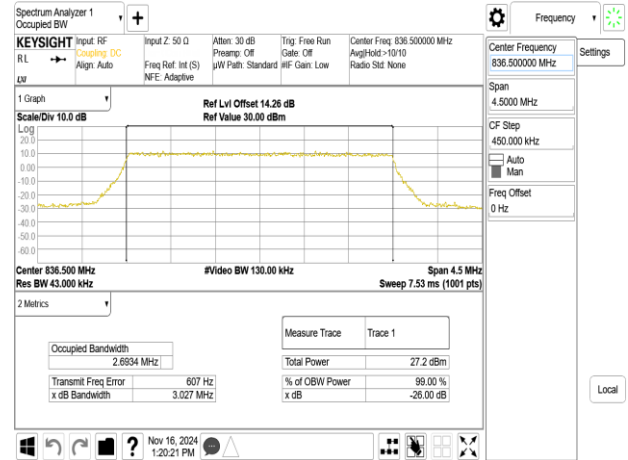 Spectrum Analyzer 1
Occupied BW
+
Frequency
KEYSIGHT
RL
LXI
Input: RF
Coupling: DC
Align: Auto
Input Z: 50 Ω
Freq Ref: Int (S)
NFE: Adaptive
Atten: 30 dB
Preamp: Off
µW Path: Standard
Trig: Free Run
Gate: Off
#IF Gain: Low
Center Freq: 836.500000 MHz
Avg|Hold:>10/10
Radio Std: None
Center Frequency
836.500000 MHz
Settings
Span
4.5000 MHz
CF Step
450.000 kHz
Auto
Man
Freq Offset
0 Hz
Local
1 Graph
Scale/Div 10.0 dB
Ref Lvl Offset 14.26 dB
Ref Value 30.00 dBm
Log
20.0
10.0
0.00
-10.0
-20.0
-30.0
-40.0
-50.0
-60.0
Center 836.500 MHz
Res BW 43.000 kHz
#Video BW 130.00 kHz
Span 4.5 MHz
Sweep 7.53 ms (1001 pts)
2 Metrics
Occupied Bandwidth
2.6934 MHz
Transmit Freq Error 607 Hz
x dB Bandwidth 3.027 MHz
Measure Trace Trace 1
Total Power 27.2 dBm
% of OBW Power 99.00 %
x dB -26.00 dB
?
Nov 16, 2024
1:20:21 PM